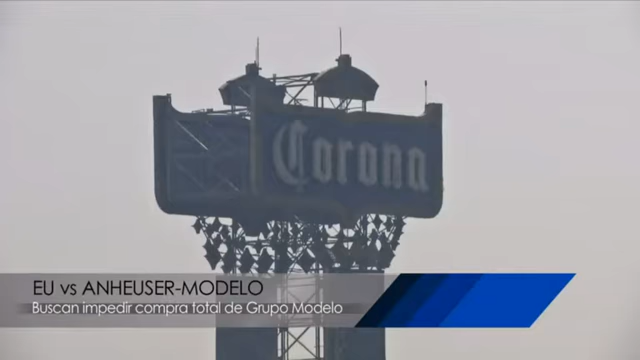 Corona
EU vs ANHEUSER-MODELO
Buscan impedir compra total de Grupo Modelo